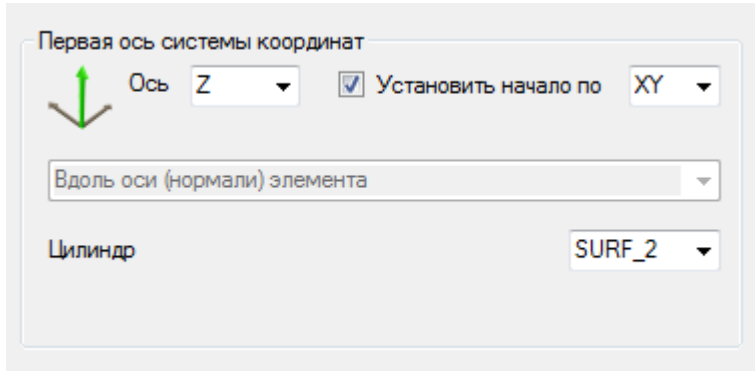 Первая ось системы координат
Ось Z Установить начало по XY
Вдоль оси (нормали) элемента
Цилиндр SURF_2